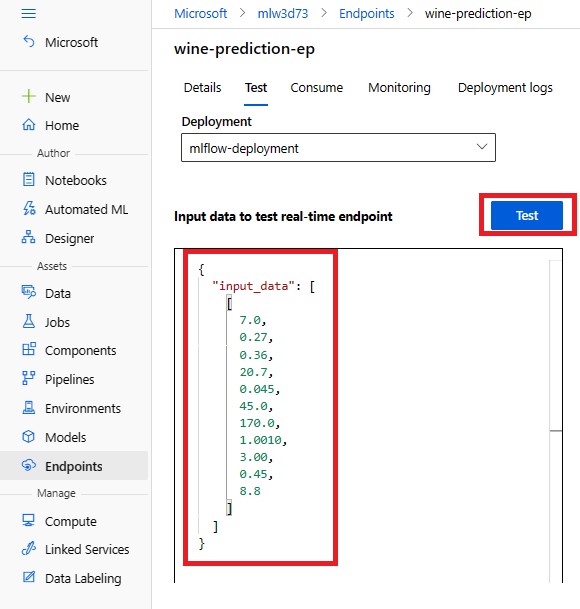 Microsoft
New
Home
Author
Notebooks
Automated ML
Designer
Assets
Data
Jobs
Components
Pipelines
Environments
Models
Endpoints
Manage
Compute
Linked Services
Data Labeling
Microsoft > mlw3d73 > Endpoints > wine-prediction-ep
wine-prediction-ep
Details Test Consume Monitoring Deployment logs
Deployment
mlflow-deployment
Input data to test real-time endpoint
Test
{
"input_data": [
[
7.0,
0.27,
0.36,
20.7,
0.045,
45.0,
170.0,
1.0010,
3.00,
0.45,
8.8
]
]
}